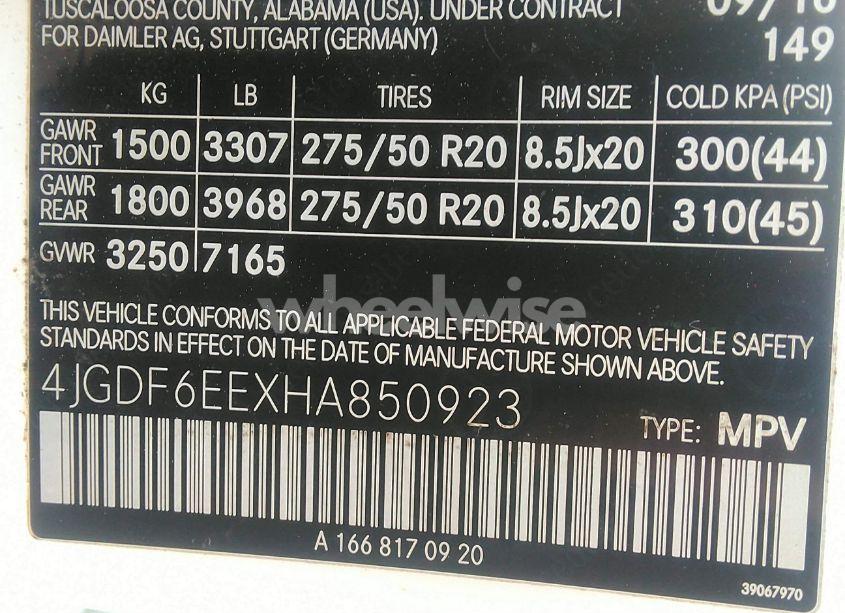 TUSCALOOSA COUNTY, ALABAMA (USA). UNDER CONTRACT 09/16
FOR DAIMLER AG, STUTTGART (GERMANY) 149
KG LB TIRES RIM SIZE COLD KPA (PSI)
GAWR FRONT 1500 3307 275/50 R20 8.5Jx20 300(44)
GAWR REAR 1800 3968 275/50 R20 8.5Jx20 310(45)
GVWR 3250 7165
wheelwise
THIS VEHICLE CONFORMS TO ALL APPLICABLE FEDERAL MOTOR VEHICLE SAFETY
STANDARDS IN EFFECT ON THE DATE OF MANUFACTURE SHOWN ABOVE.
4JGDF6EEXHA850923
TYPE: MPV
A 166 817 09 20
39067970